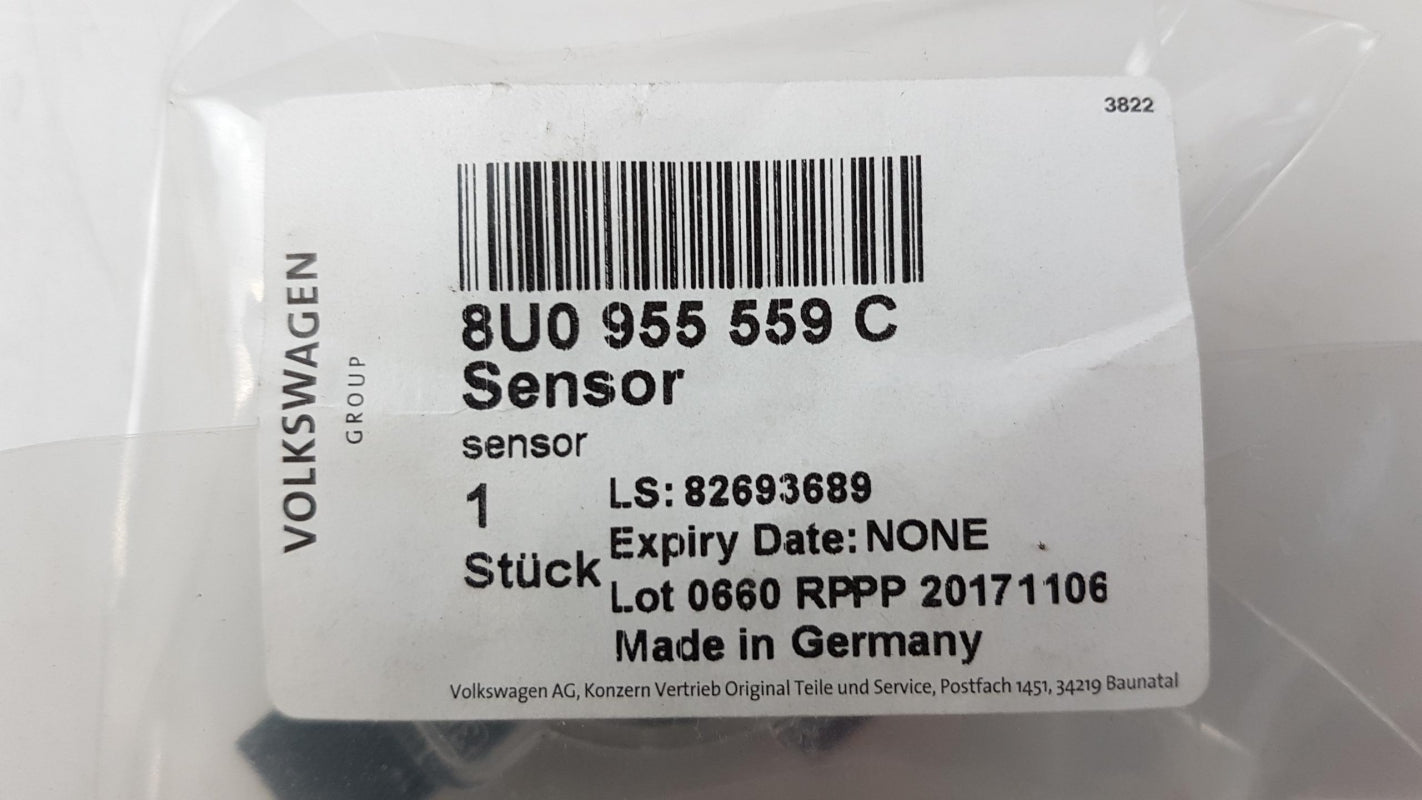 3822
VOLKSWAGEN
GROUP
8U0 955 559 C
Sensor
sensor
1
Stück
LS: 82693689
Expiry Date: NONE
Lot 0660 RPPP 20171106
Made in Germany
Volkswagen AG, Konzern Vertrieb Original Teile und Service, Postfach 1451, 34219 Baunatal